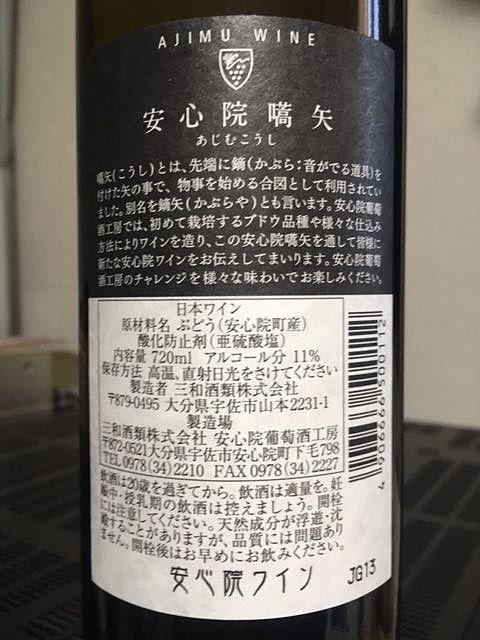 AJIMU WINE
安心院嚆矢
あじむこうし
嚆矢(こうし)とは、先端に鏑(かぶら:音がでる道具)を
付けた矢の事で、物事を始める合図として利用されてい
ました。別名を鏑矢(かぶらや)とも言います。安心院葡萄
酒工房では、初めて栽培するブドウ品種や様々な仕込み
方法によりワインを造り、この安心院嚆矢を通して皆様に
新たな安心院ワインをお伝えしてまいります。安心院葡萄
酒工房のチャレンジを様々な味わいでお楽しみください。
日本ワイン
原材料名 ぶどう(安心院町産)
酸化防止剤(亜硫酸塩)
内容量 720ml アルコール分 11%
保存方法 高温、直射日光をさけてください
製造者 三和酒類株式会社
〒879-0495 大分県宇佐市山本2231-1
製造場
三和酒類株式会社 安心院葡萄酒工房
〒872-0521大分県宇佐市安心院町下毛798
TEL 0978(34)2210 FAX 0978(34)2227
飲酒は20歳を過ぎてから。飲酒は適量を。妊
娠中・授乳期の飲酒は控えましょう。開栓
には注意してください。天然成分が浮遊・沈
殿することがありますが、品質には問題あり
ません。開栓後はお早めにお飲みください。
安心院ワイン
JG13
4906666500112